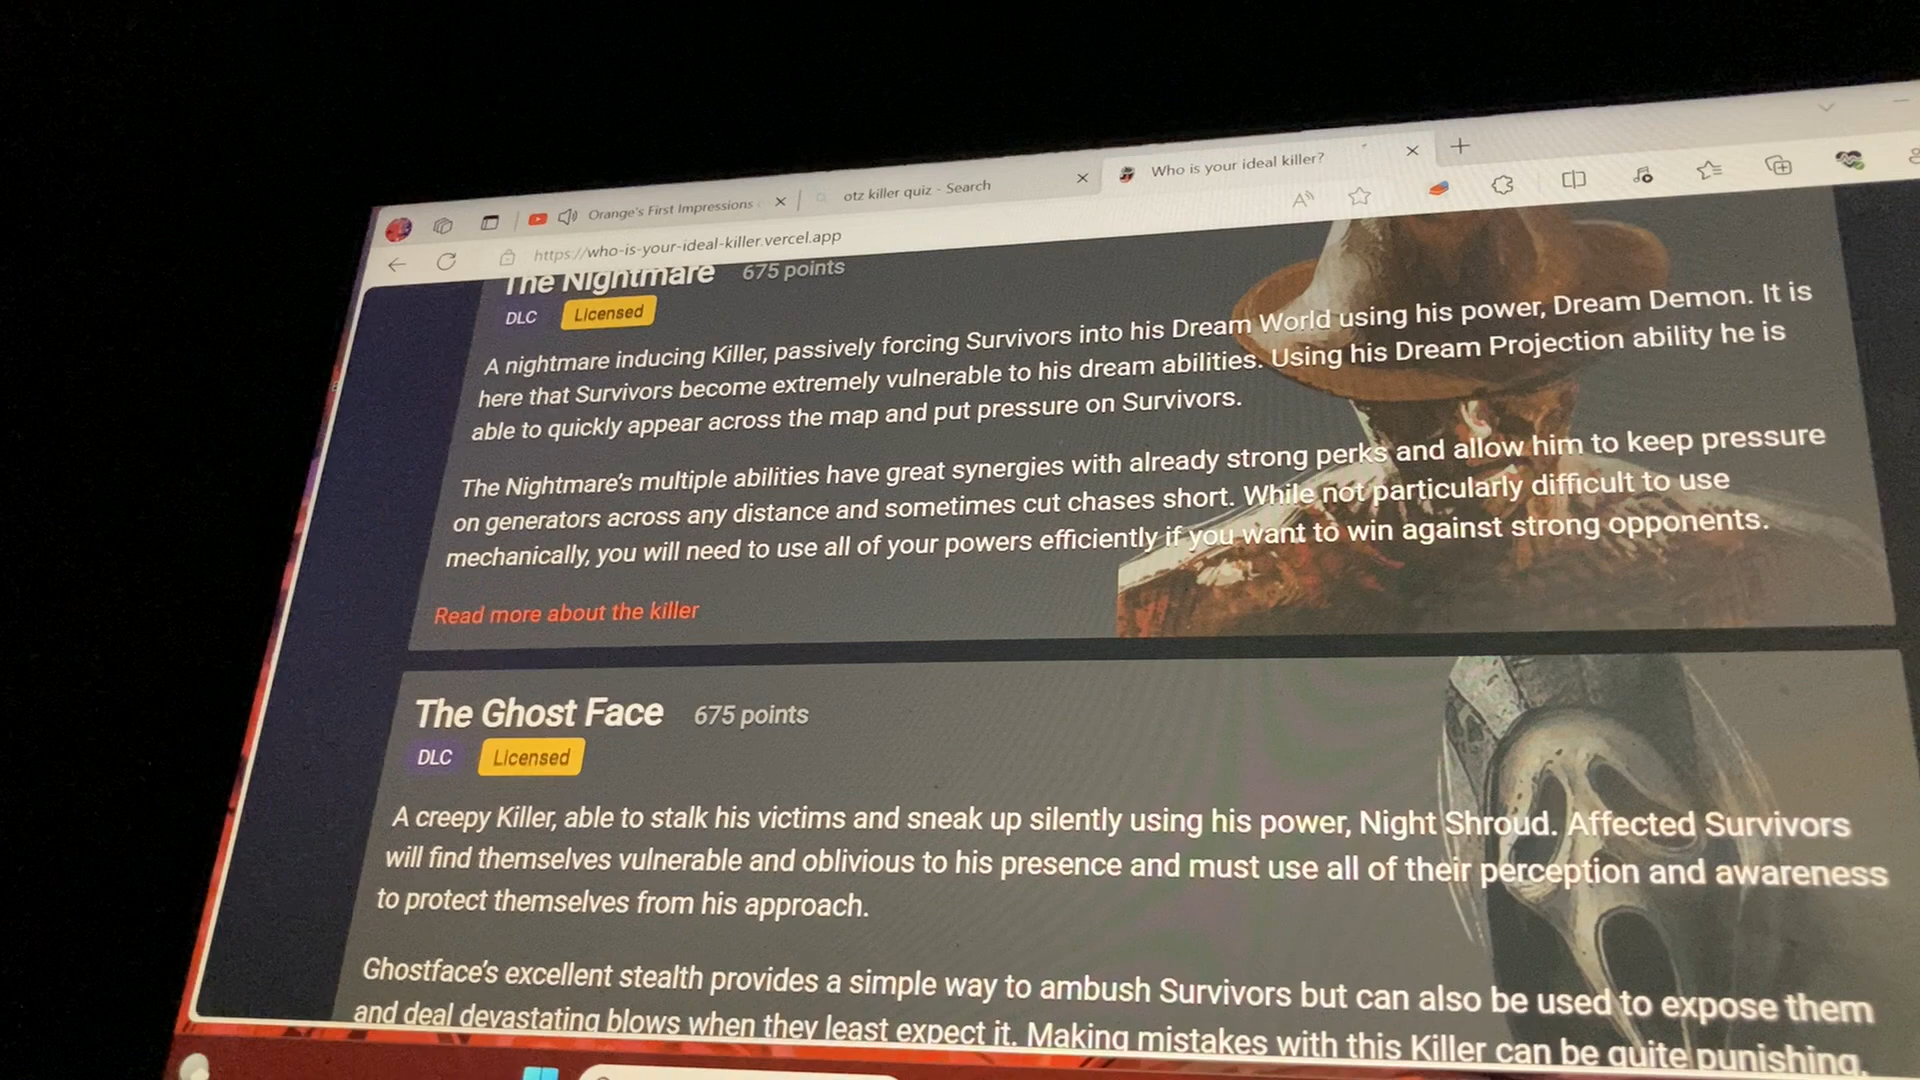 Orange's First Impressions
otz killer quiz - Search
Who is your ideal killer?
https://who-is-your-ideal-killer.vercel.app
The Nightmare 675 points
DLC Licensed
A nightmare inducing Killer, passively forcing Survivors into his Dream World using his power, Dream Demon. It is
here that Survivors become extremely vulnerable to his dream abilities. Using his Dream Projection ability he is
able to quickly appear across the map and put pressure on Survivors.
The Nightmare's multiple abilities have great synergies with already strong perks and allow him to keep pressure
on generators across any distance and sometimes cut chases short. While not particularly difficult to use
mechanically, you will need to use all of your powers efficiently if you want to win against strong opponents.
Read more about the killer
The Ghost Face 675 points
DLC Licensed
A creepy Killer, able to stalk his victims and sneak up silently using his power, Night Shroud. Affected Survivors
will find themselves vulnerable and oblivious to his presence and must use all of their perception and awareness
to protect themselves from his approach.
Ghostface's excellent stealth provides a simple way to ambush Survivors but can also be used to expose them
and deal devastating blows when they least expect it. Making mistakes with this Killer can be quite punishing,